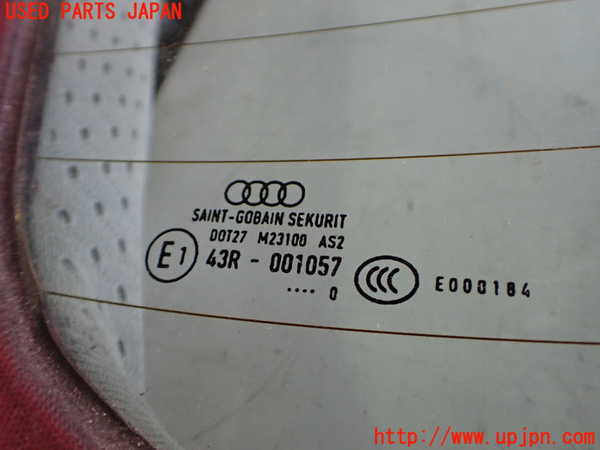 USED PARTS JAPAN
SAINT-GOBAIN SEKURIT
DOT27 M23100 AS2
E1 43R - 001057
CCC E000184
.... 0
http://www.upjpn.com/